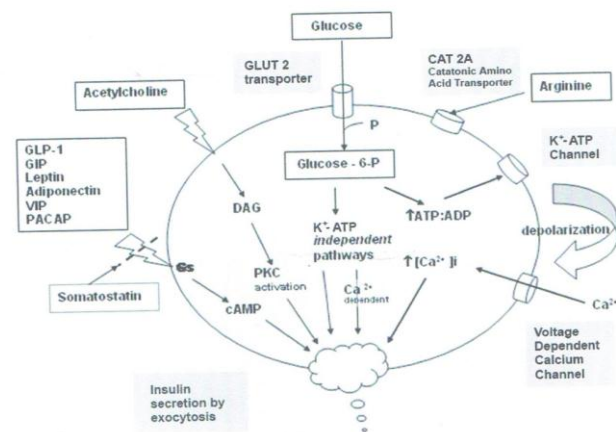 Glucose
GLUT 2
transporter
CAT 2A
Catatonic Amino
Acid Transporter
Arginine
Acetylcholine
P
K⁺-ATP
Channel
GLP-1
GIP
Leptin
Adiponectin
VIP
PACAP
Glucose - 6-P
DAG
K⁺-ATP
independent
pathways
↑ATP:ADP
depolarization
↑[Ca²⁺ ]i
Gs
PKC
activation
Ca ²⁺
dependent
Somatostatin
cAMP
Ca²⁺
Voltage
Dependent
Calcium
Channel
Insulin
secretion by
exocytosis